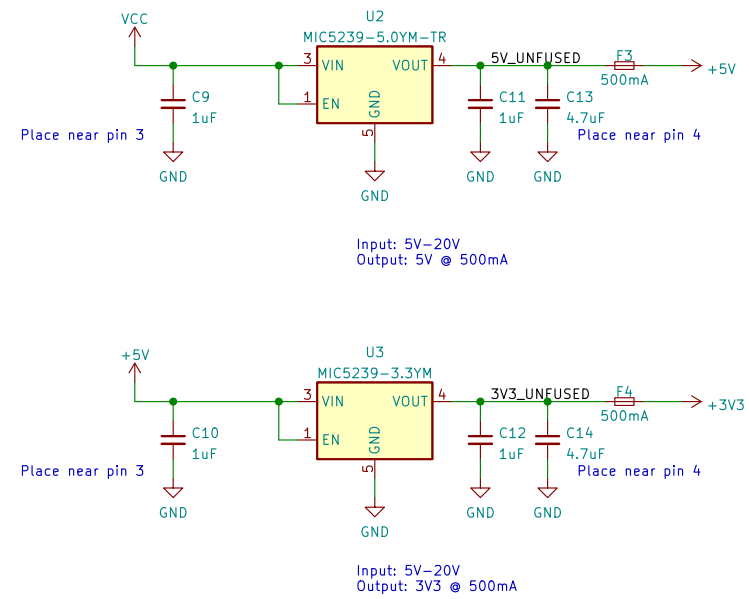 VCC
U2
MIC5239-5.0YM-TR
3
VIN
VOUT
4
5V_UNFUSED
F3
500mA
+5V
1
EN
GND
5
C9
1uF
C11
1uF
C13
4.7uF
Place near pin 3
Place near pin 4
GND
GND
GND
GND
Input: 5V-20V
Output: 5V @ 500mA
+5V
U3
MIC5239-3.3YM
3
VIN
VOUT
4
3V3_UNFUSED
F4
500mA
+3V3
1
EN
GND
5
C10
1uF
C12
1uF
C14
4.7uF
Place near pin 3
Place near pin 4
GND
GND
GND
GND
Input: 5V-20V
Output: 3V3 @ 500mA